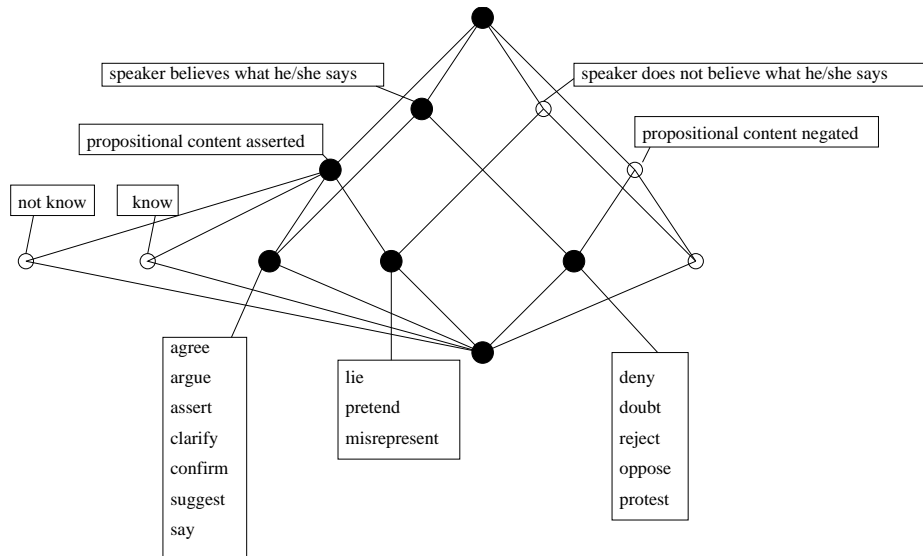 speaker believes what he/she says
speaker does not believe what he/she says
propositional content asserted
propositional content negated
not know
know
agree
argue
assert
clarify
confirm
suggest
say
lie
pretend
misrepresent
deny
doubt
reject
oppose
protest